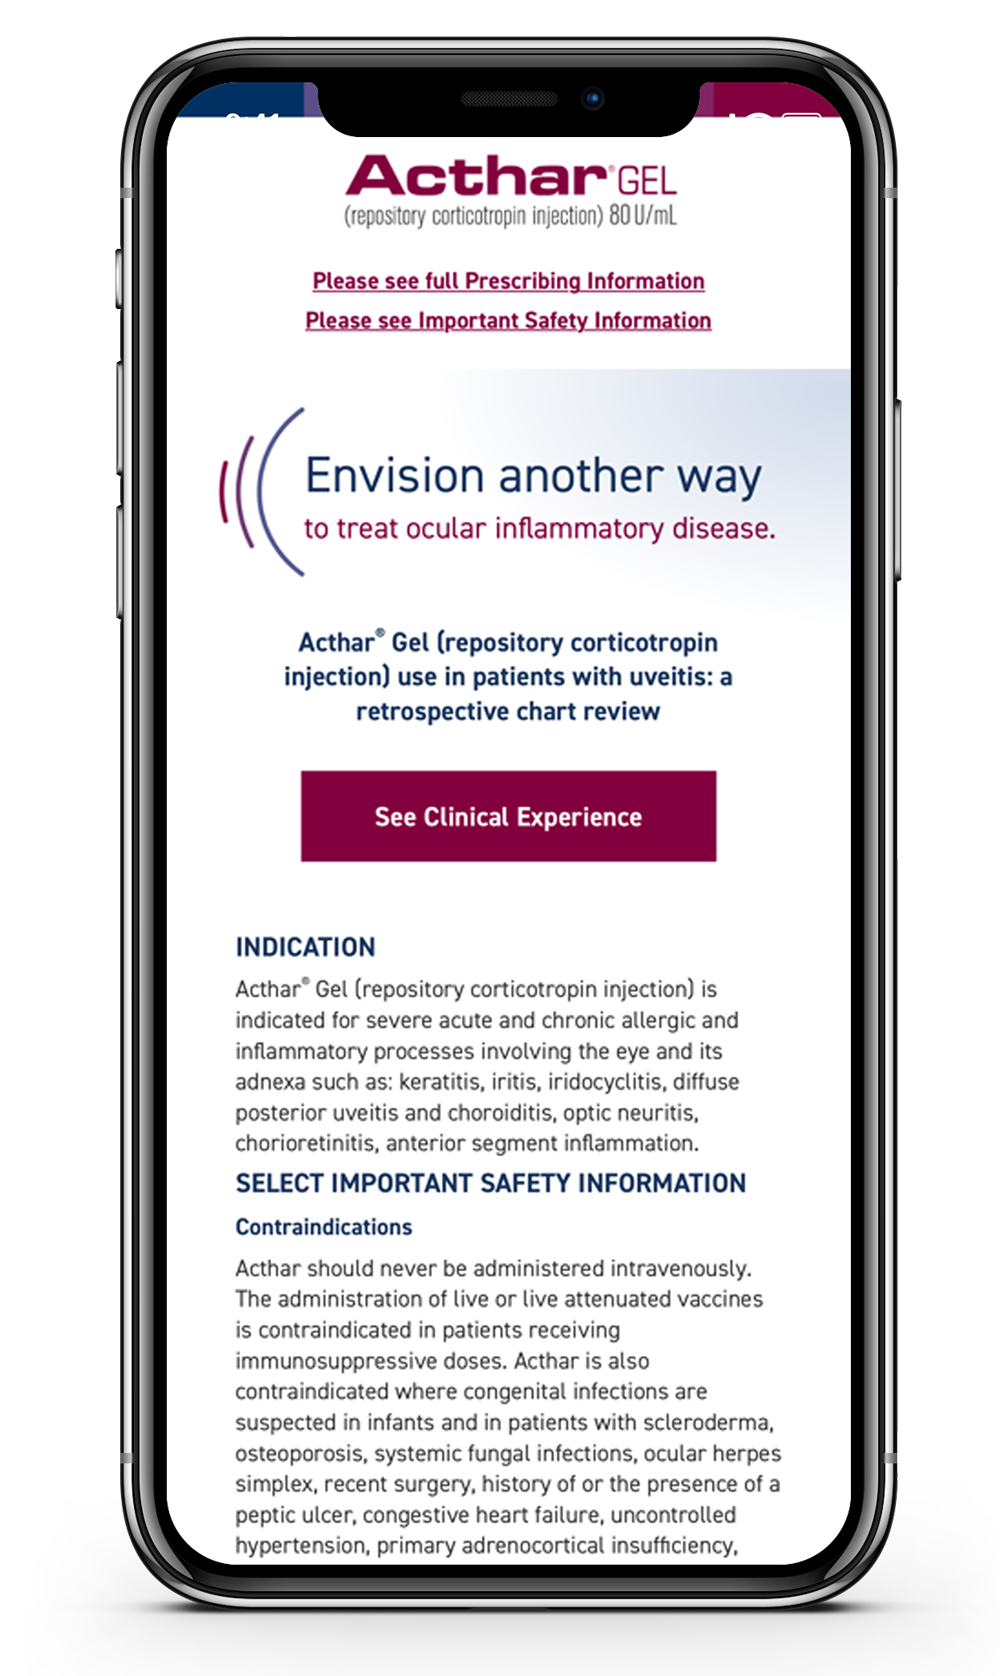 Acthar® GEL
(repository corticotropin injection) 80 U/mL
Please see full Prescribing Information
Please see Important Safety Information
Envision another way
to treat ocular inflammatory disease.
Acthar® Gel (repository corticotropin
injection) use in patients with uveitis: a
retrospective chart review
See Clinical Experience
INDICATION
Acthar® Gel (repository corticotropin injection) is
indicated for severe acute and chronic allergic and
inflammatory processes involving the eye and its
adnexa such as: keratitis, iritis, iridocyclitis, diffuse
posterior uveitis and choroiditis, optic neuritis,
chorioretinitis, anterior segment inflammation.
SELECT IMPORTANT SAFETY INFORMATION
Contraindications
Acthar should never be administered intravenously.
The administration of live or live attenuated vaccines
is contraindicated in patients receiving
immunosuppressive doses. Acthar is also
contraindicated where congenital infections are
suspected in infants and in patients with scleroderma,
osteoporosis, systemic fungal infections, ocular herpes
simplex, recent surgery, history of or the presence of a
peptic ulcer, congestive heart failure, uncontrolled
hypertension, primary adrenocortical insufficiency,